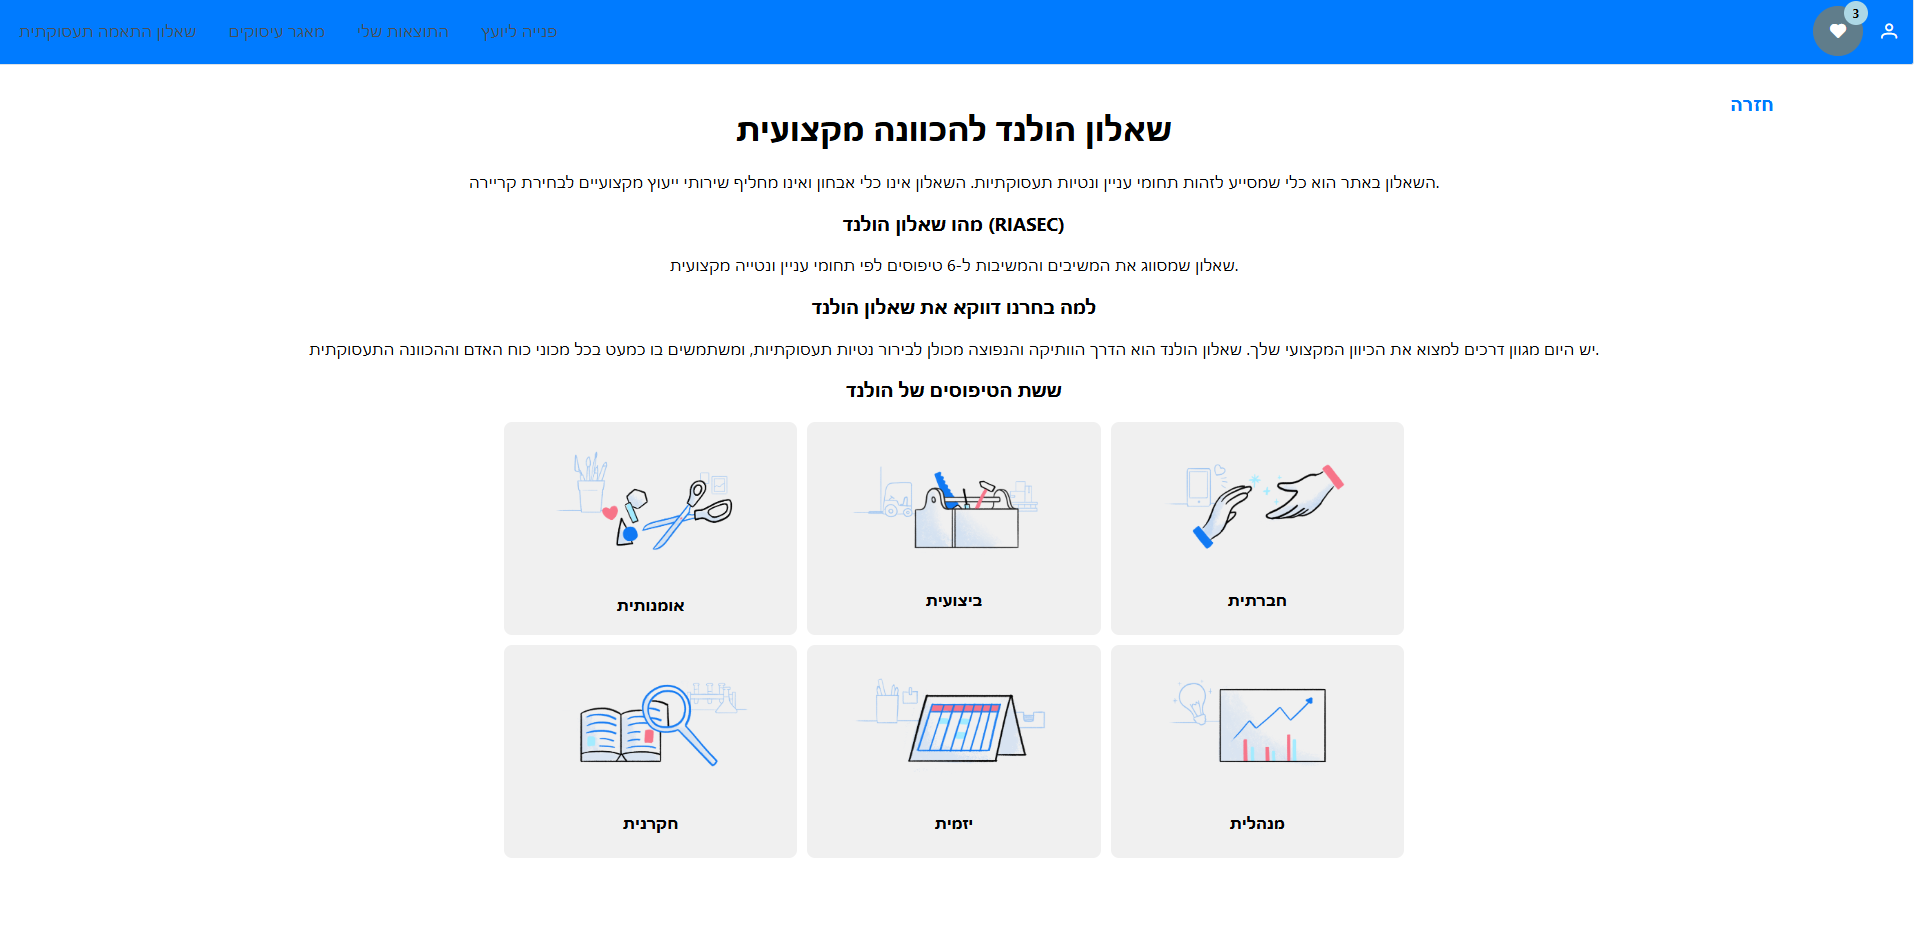 שאלון התאמה תעסוקתית מאגר עיסוקים התוצאות שלי פנייה ליועץ 3
חזרה
שאלון הולנד להכוונה מקצועית
השאלון באתר הוא כלי שמסייע לזהות תחומי עניין ונטיות תעסוקתיות. השאלון אינו כלי אבחון ואינו מחליף שירותי ייעוץ מקצועיים לבחירת קריירה.
מהו שאלון הולנד (RIASEC)
שאלון שמסווג את המשיבים והמשיבות ל-6 טיפוסים לפי תחומי עניין ונטייה מקצועית.
למה בחרנו דווקא את שאלון הולנד
יש היום מגוון דרכים למצוא את הכיוון המקצועי שלך. שאלון הולנד הוא הדרך הוותיקה והנפוצה מכולן לבירור נטיות תעסוקתיות, ומשתמשים בו כמעט בכל מכוני כוח האדם וההכוונה התעסוקתית.
ששת הטיפוסים של הולנד
חברתית
ביצועית
אומנותית
מנהלית
יזמית
חקרנית